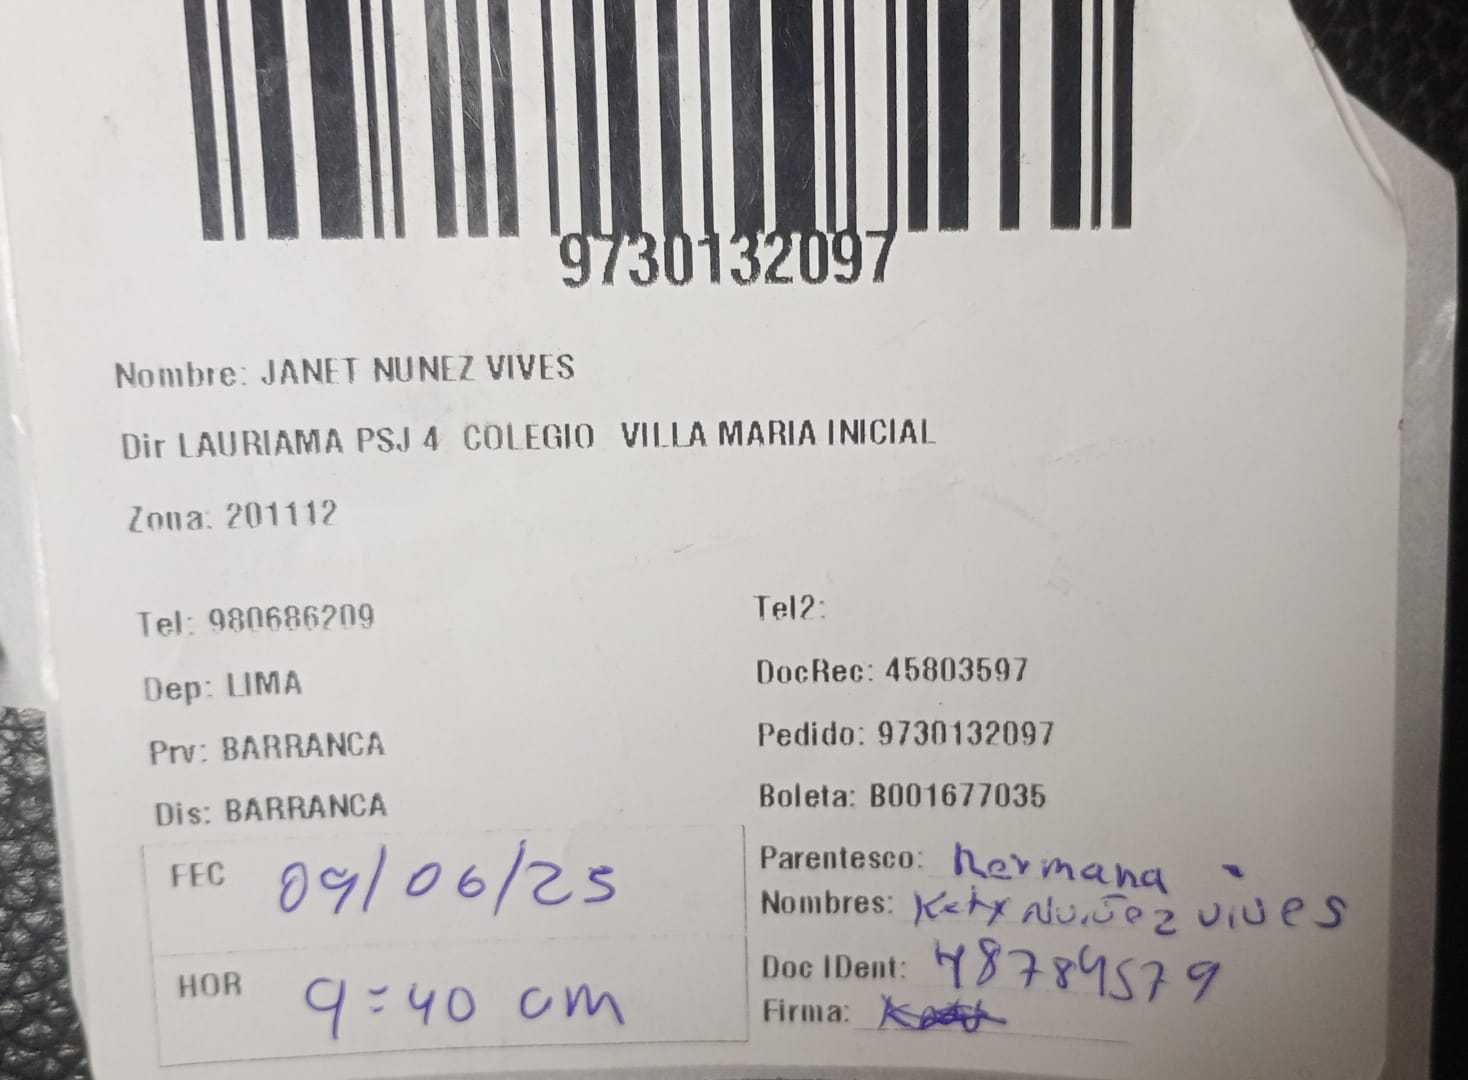 9730132097
Nombre: JANET NUNEZ VIVES
Dir LAURIAMA PSJ 4 COLEGIO VILLA MARIA INICIAL
Zona: 201112
Tel: 980686209
Tel2:
Dep: LIMA
DocRec: 45803597
Prv: BARRANCA
Pedido: 9730132097
Dis: BARRANCA
Boleta: B001677035
FEC 09/06/25
Parentesco: hermana
Nombres: Kety Nuñez vives
HOR 9:40 am
Doc IDent: 48784579
Firma: